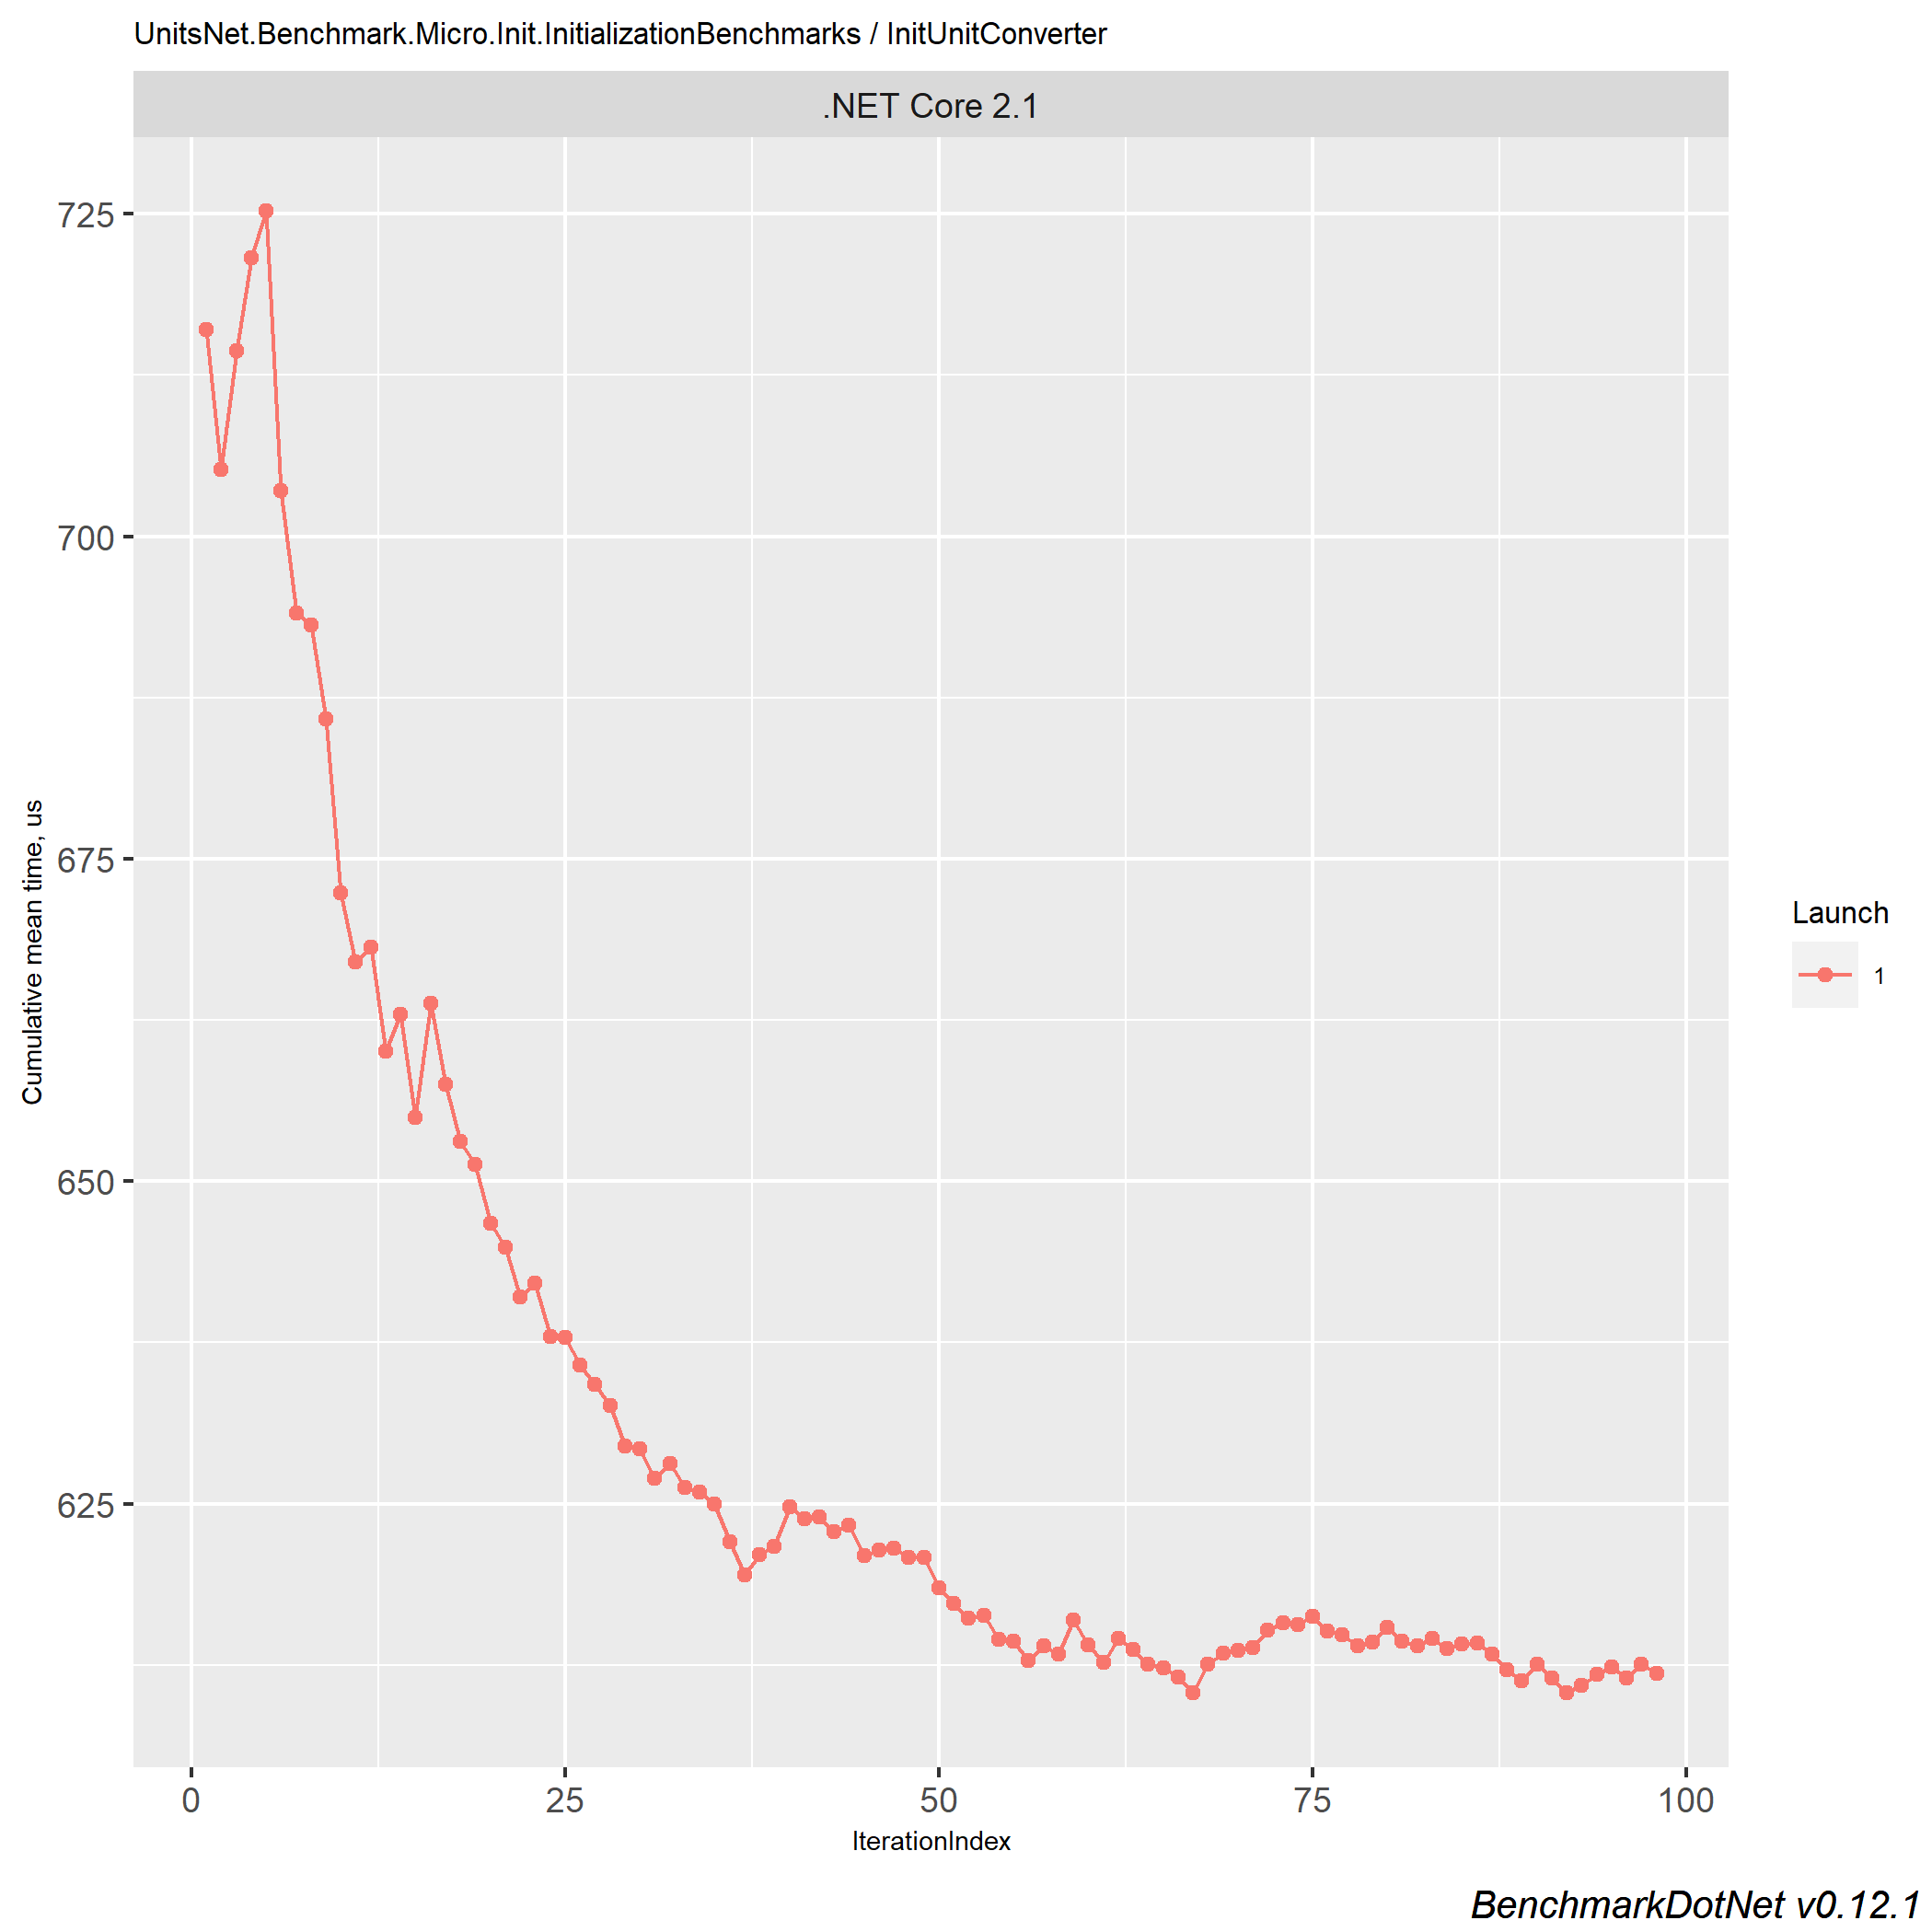 UnitsNet.Benchmark.Micro.Init.InitializationBenchmarks / InitUnitConverter
.NET Core 2.1
725
700
675
650
625
Cumulative mean time, us
0
25
50
75
100
IterationIndex
Launch
1
BenchmarkDotNet v0.12.1